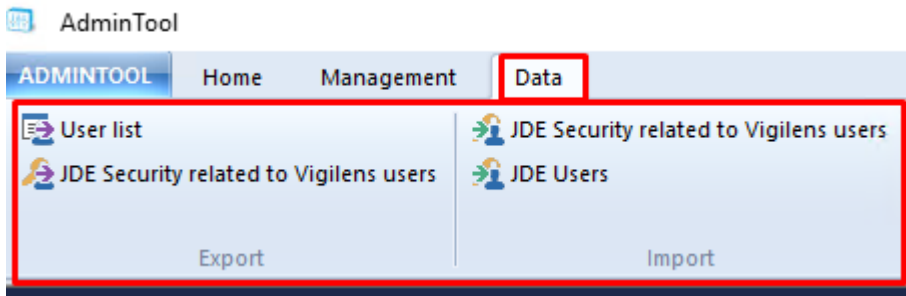 AdminTool
ADMINTOOL Home Management Data
User list
JDE Security related to Vigilens users
Export
JDE Security related to Vigilens users
JDE Users
Import